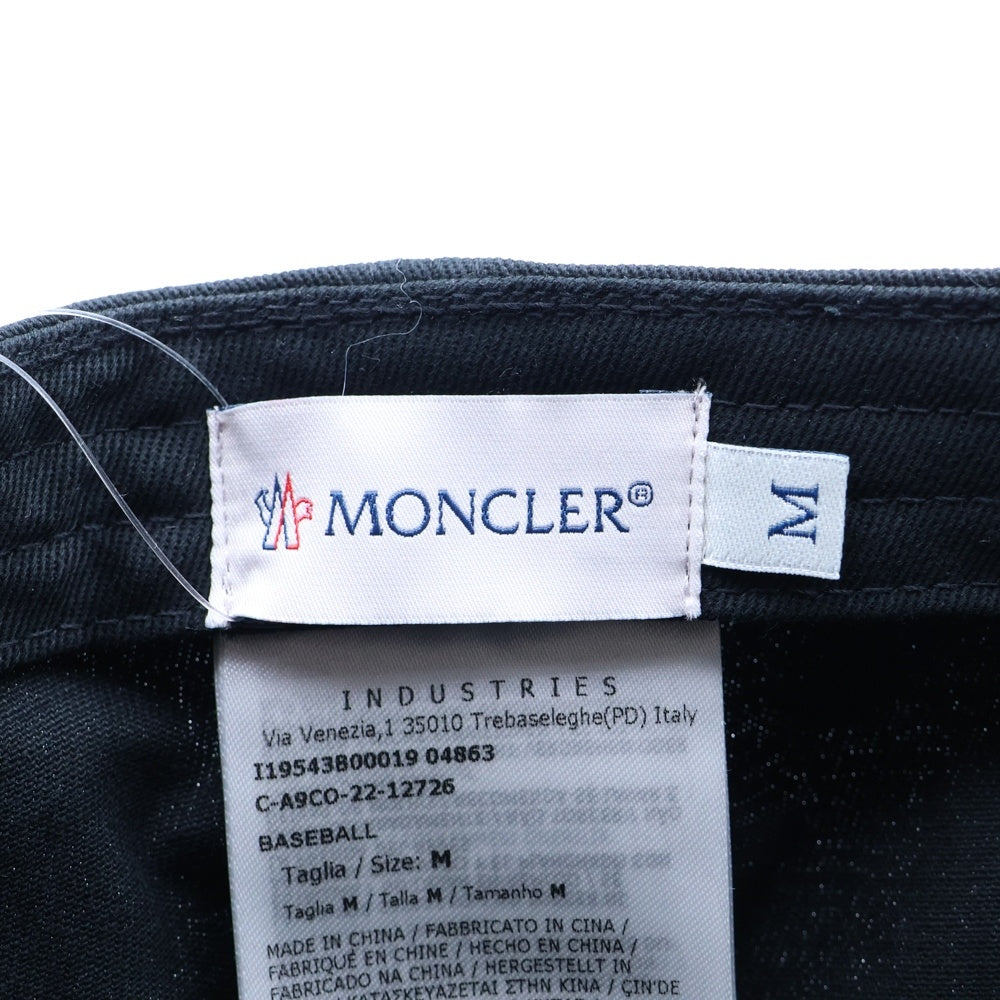 MONCLER®
M
INDUSTRIES
Via Venezia,1 35010 Trebaseleghe(PD) Italy
I19543B00019 04863
C-A9CO-22-12726
BASEBALL
Taglia / Size: M
Taglia M / Talla M / Tamanho M
MADE IN CHINA / FABBRICATO IN CINA /
FABRIQUÉ EN CHINE / HECHO EN CHINA /
FABRICADO NA CHINA / HERGESTELLT IN
ΚΑΤΑΣΚΕΥΑΖΕΤΑΙ ΣΤΗΝ ΚΙΝΑ / ÇIN'DE